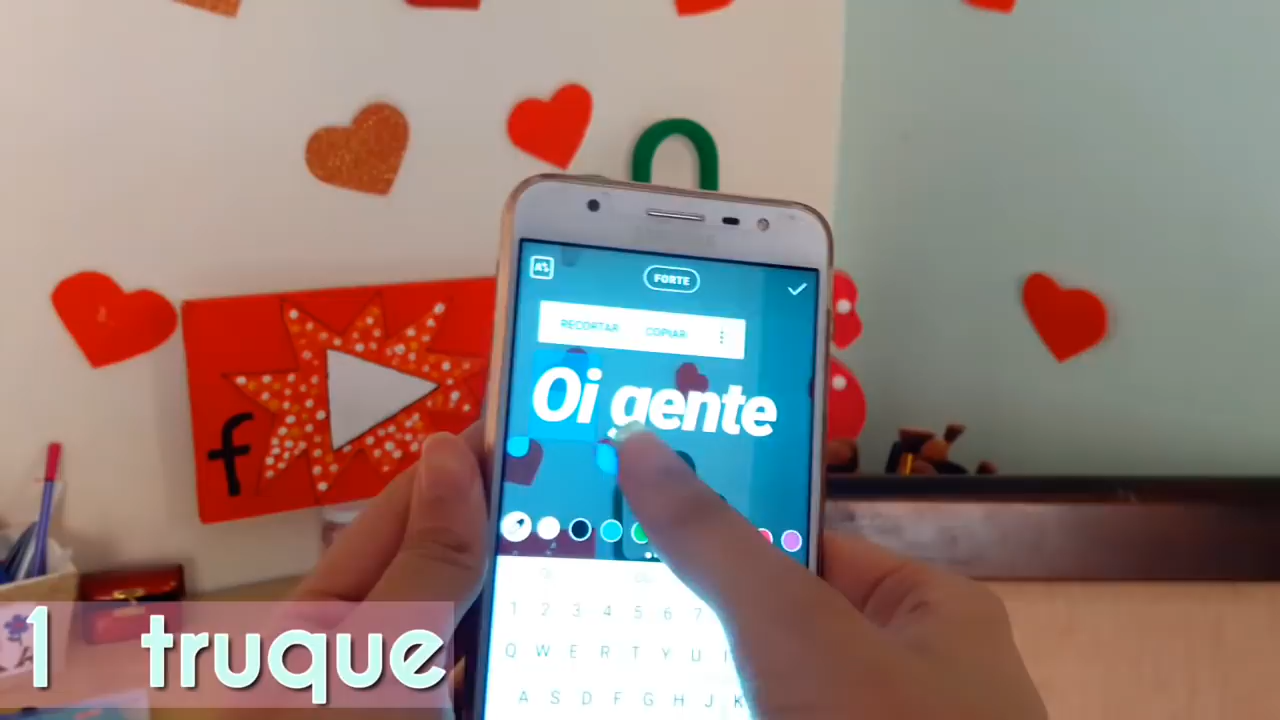 FORTE
RECORTAR COPIAR
Oi gente
f
1 2 3 4 5 6 7
Q W E R T Y U
A S D F G H J K
1 truque